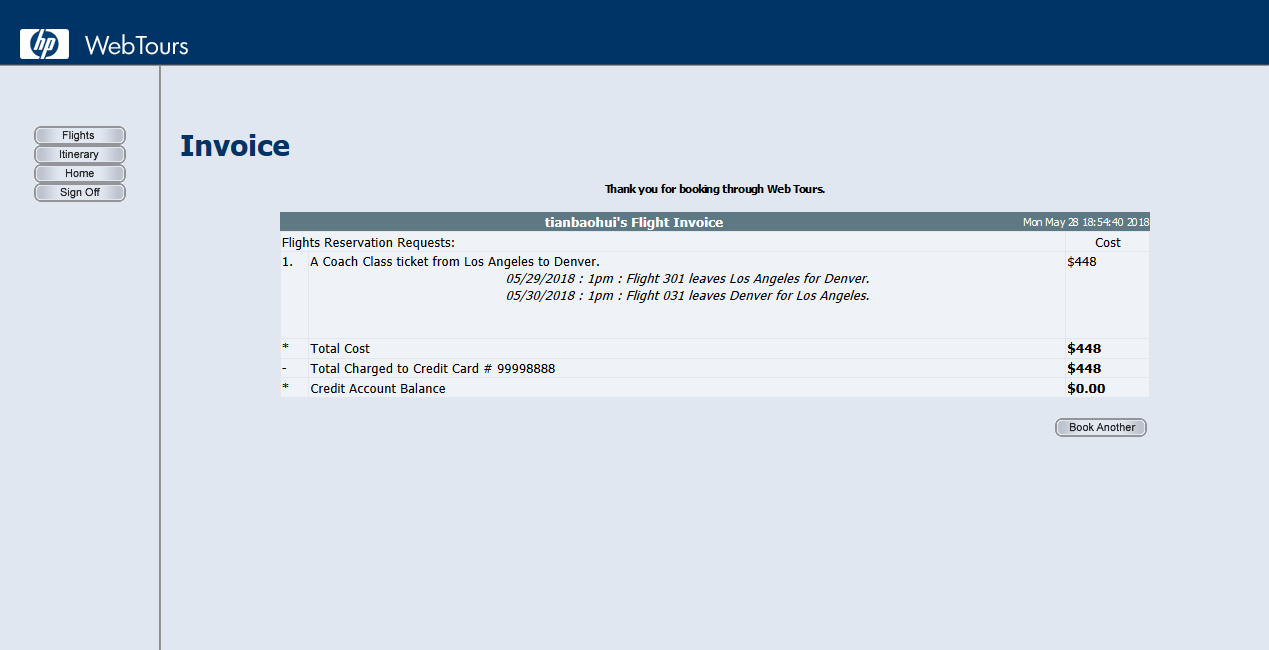 hp WebTours
Flights
Itinerary
Home
Sign Off
Invoice
Thank you for booking through Web Tours.
tianbaohui's Flight Invoice Mon May 28 18:54:40 2018
Flights Reservation Requests: Cost
1. A Coach Class ticket from Los Angeles to Denver. $448
05/29/2018 : 1pm : Flight 301 leaves Los Angeles for Denver.
05/30/2018 : 1pm : Flight 031 leaves Denver for Los Angeles.
* Total Cost $448
- Total Charged to Credit Card # 99998888 $448
* Credit Account Balance $0.00
Book Another